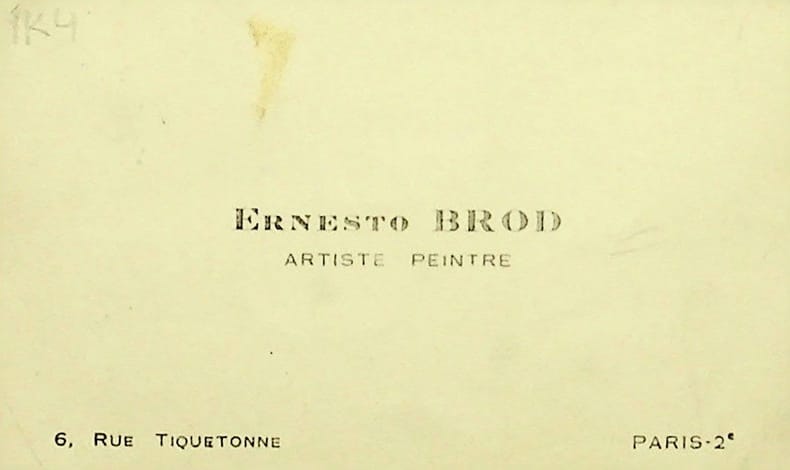 1K4
ERNESTO BROD
ARTISTE PEINTRE
6, RUE TIQUETONNE
PARIS-2e